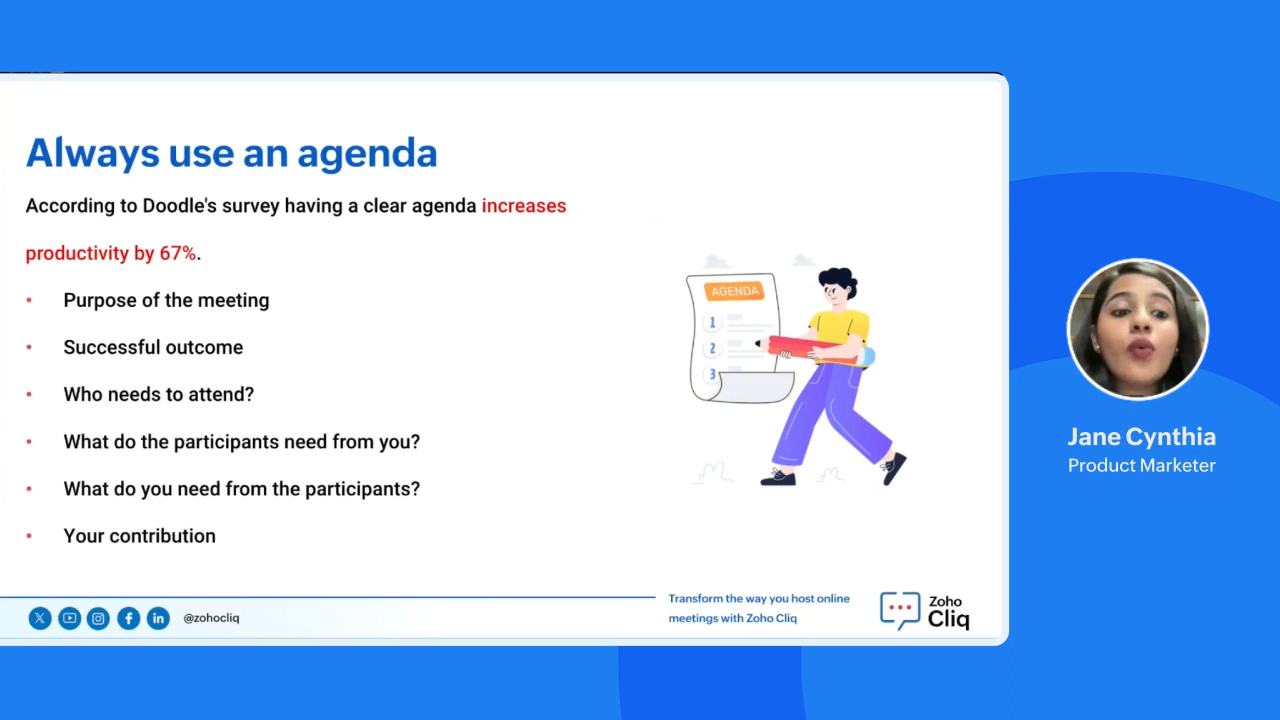 Always use an agenda
According to Doodle's survey having a clear agenda increases
productivity by 67%.
• Purpose of the meeting
• Successful outcome
• Who needs to attend?
• What do the participants need from you?
• What do you need from the participants?
• Your contribution
AGENDA
1
2
3
@zohocliq
Transform the way you host online
meetings with Zoho Cliq
Zoho
Cliq
Jane Cynthia
Product Marketer